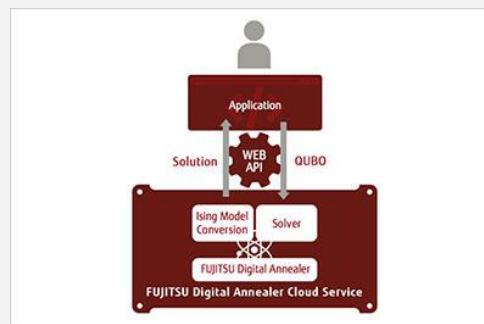 Application
Solution
WEB
API
QUBO
Ising Model
Conversion
Solver
FUJITSU Digital Annealer
FUJITSU Digital Annealer Cloud Service